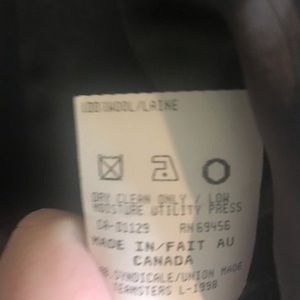 100%WOOL/LAINE
DRY CLEAN ONLY / LOW
MOISTURE UTILITY PRESS
CA-01129 RN69456
MADE IN/FAIT AU
CANADA
SYNDICALE/UNION MADE
TEAMSTERS L-1998